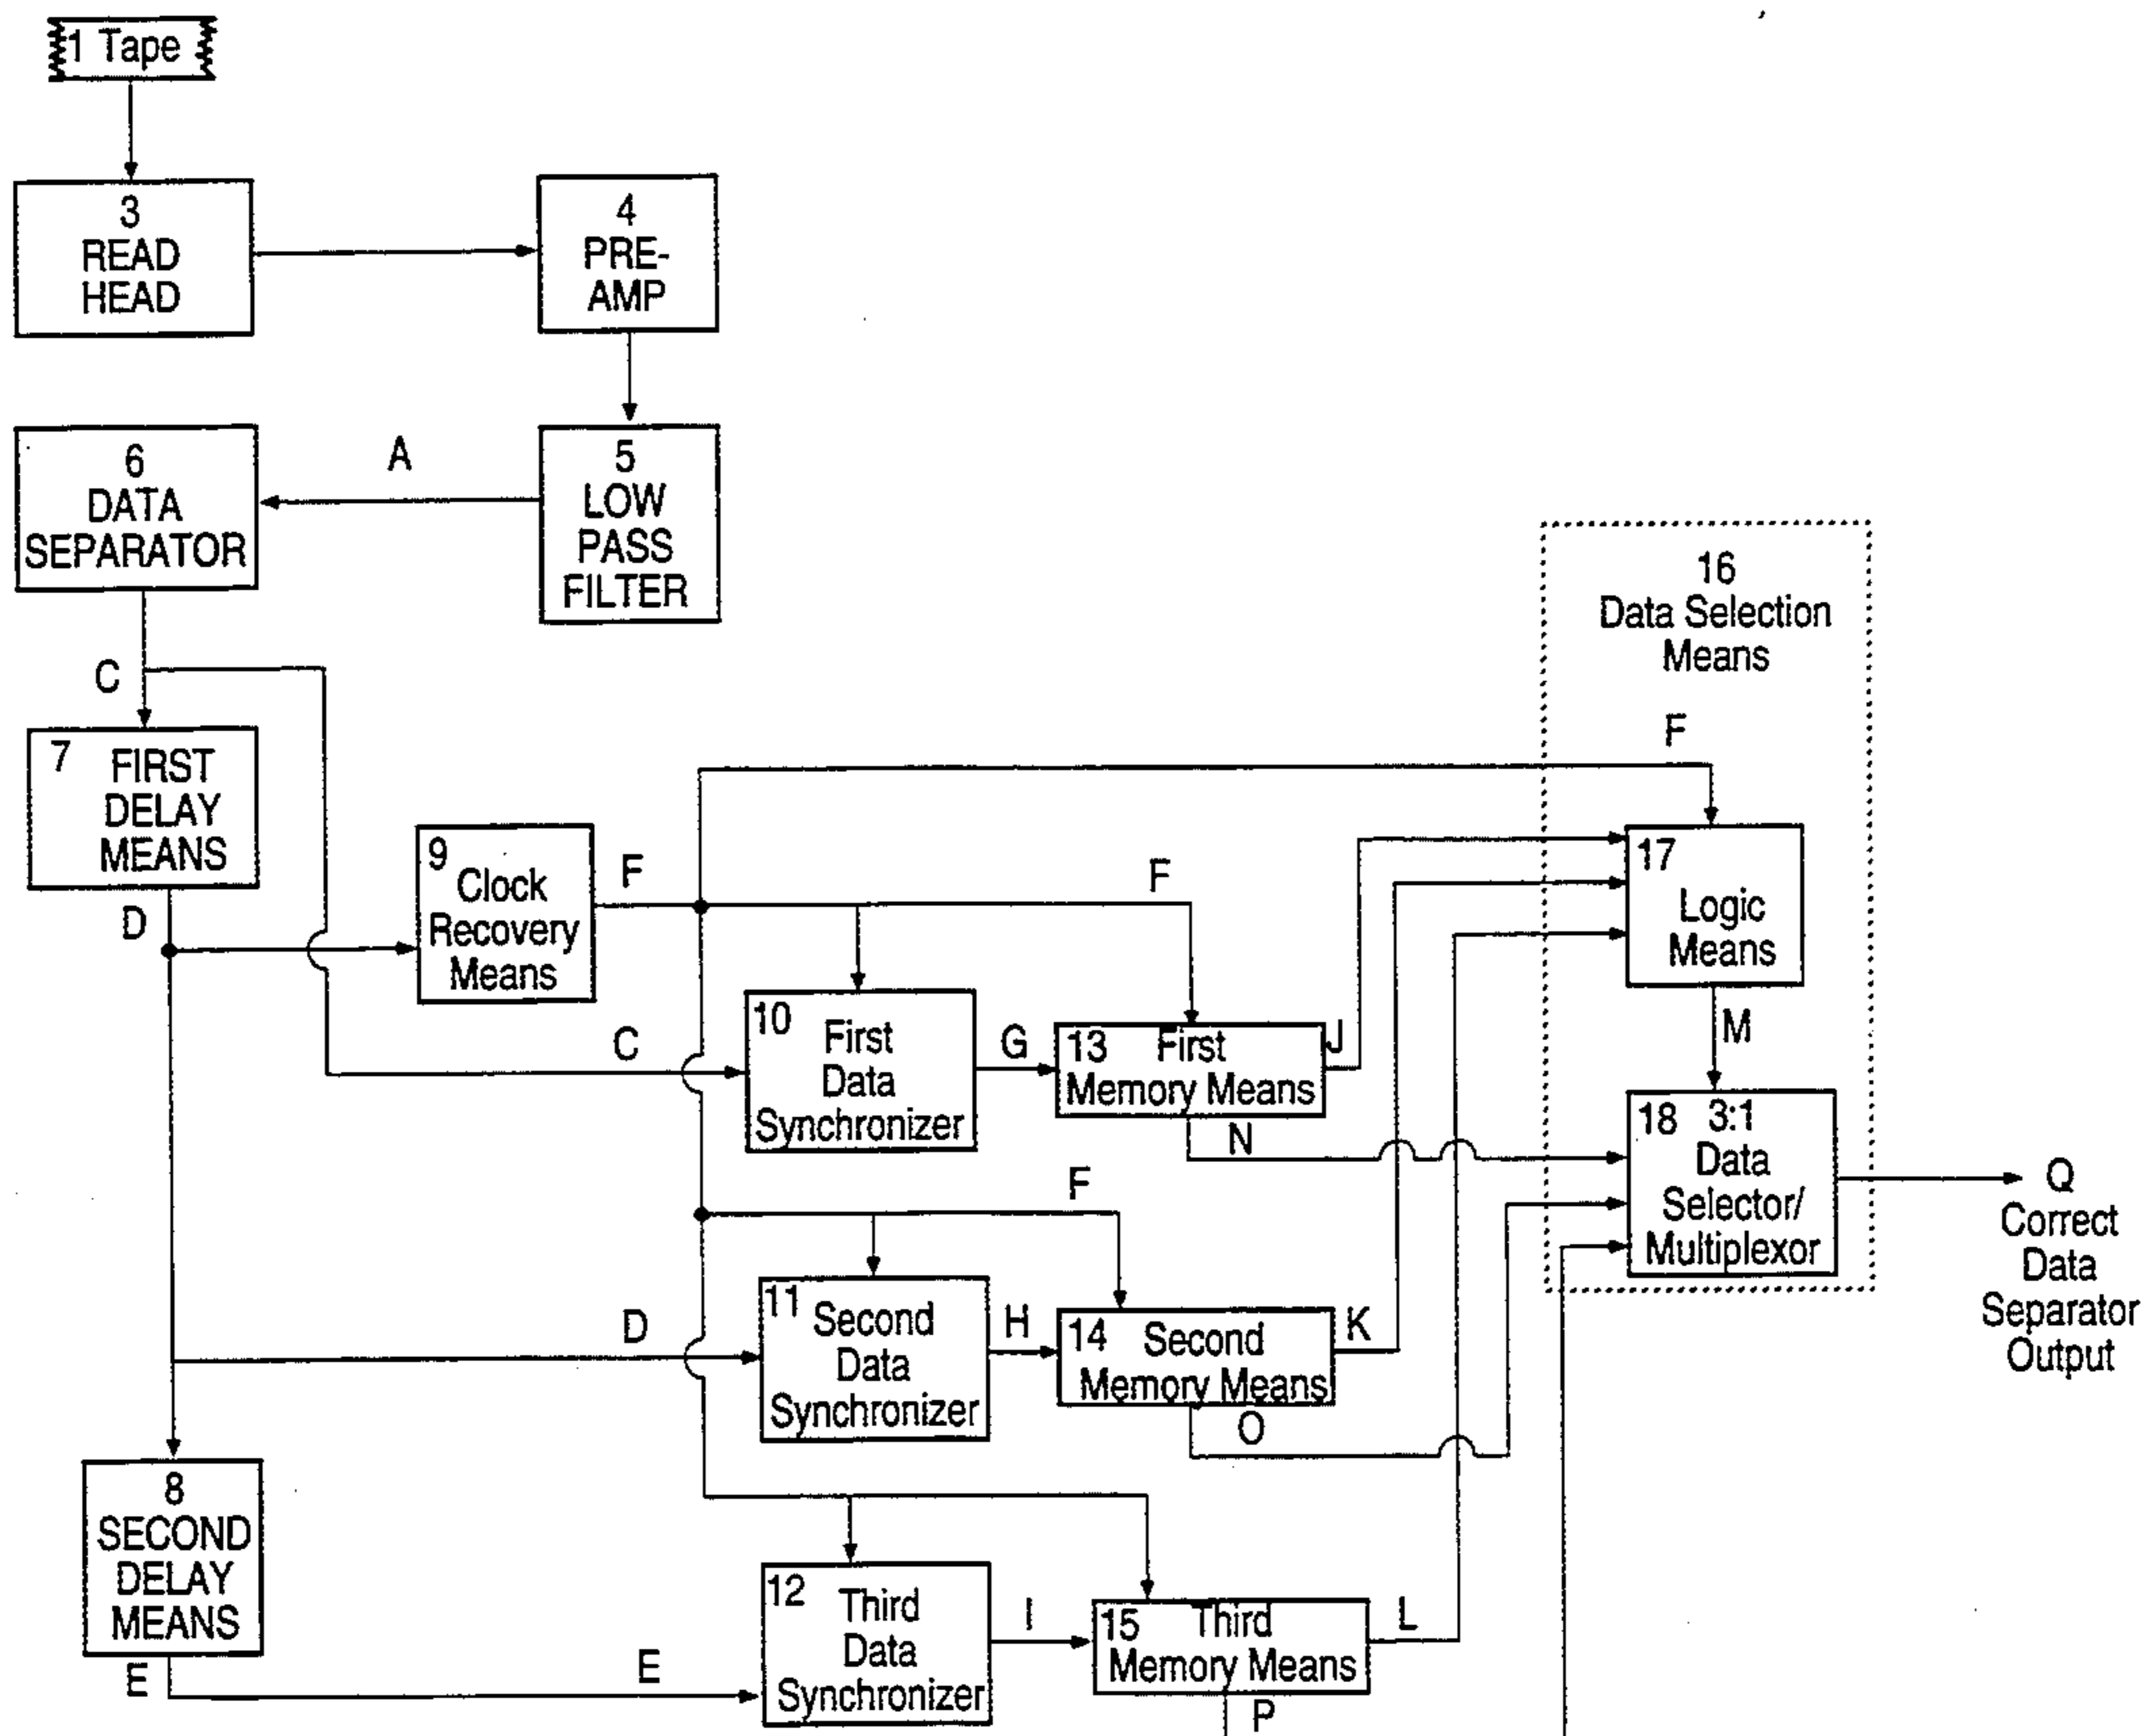 1 Tape
3
READ
HEAD
4
PRE-
AMP
6
DATA
SEPARATOR
A
5
LOW
PASS
FILTER
16
Data Selection
Means
C
7 FIRST
DELAY
MEANS
F
9
Clock
Recovery
Means
F
F
17
Logic
Means
D
C
10
First
Data
Synchronizer
G
13 First
Memory Means
J
M
N
18 3:1
Data
Selector/
Multiplexor
Q
Correct
Data
Separator
Output
F
D
11
Second
Data
Synchronizer
H
14 Second
Memory Means
K
O
8
SECOND
DELAY
MEANS
E
E
12
Third
Data
Synchronizer
I
15 Third
Memory Means
L
P